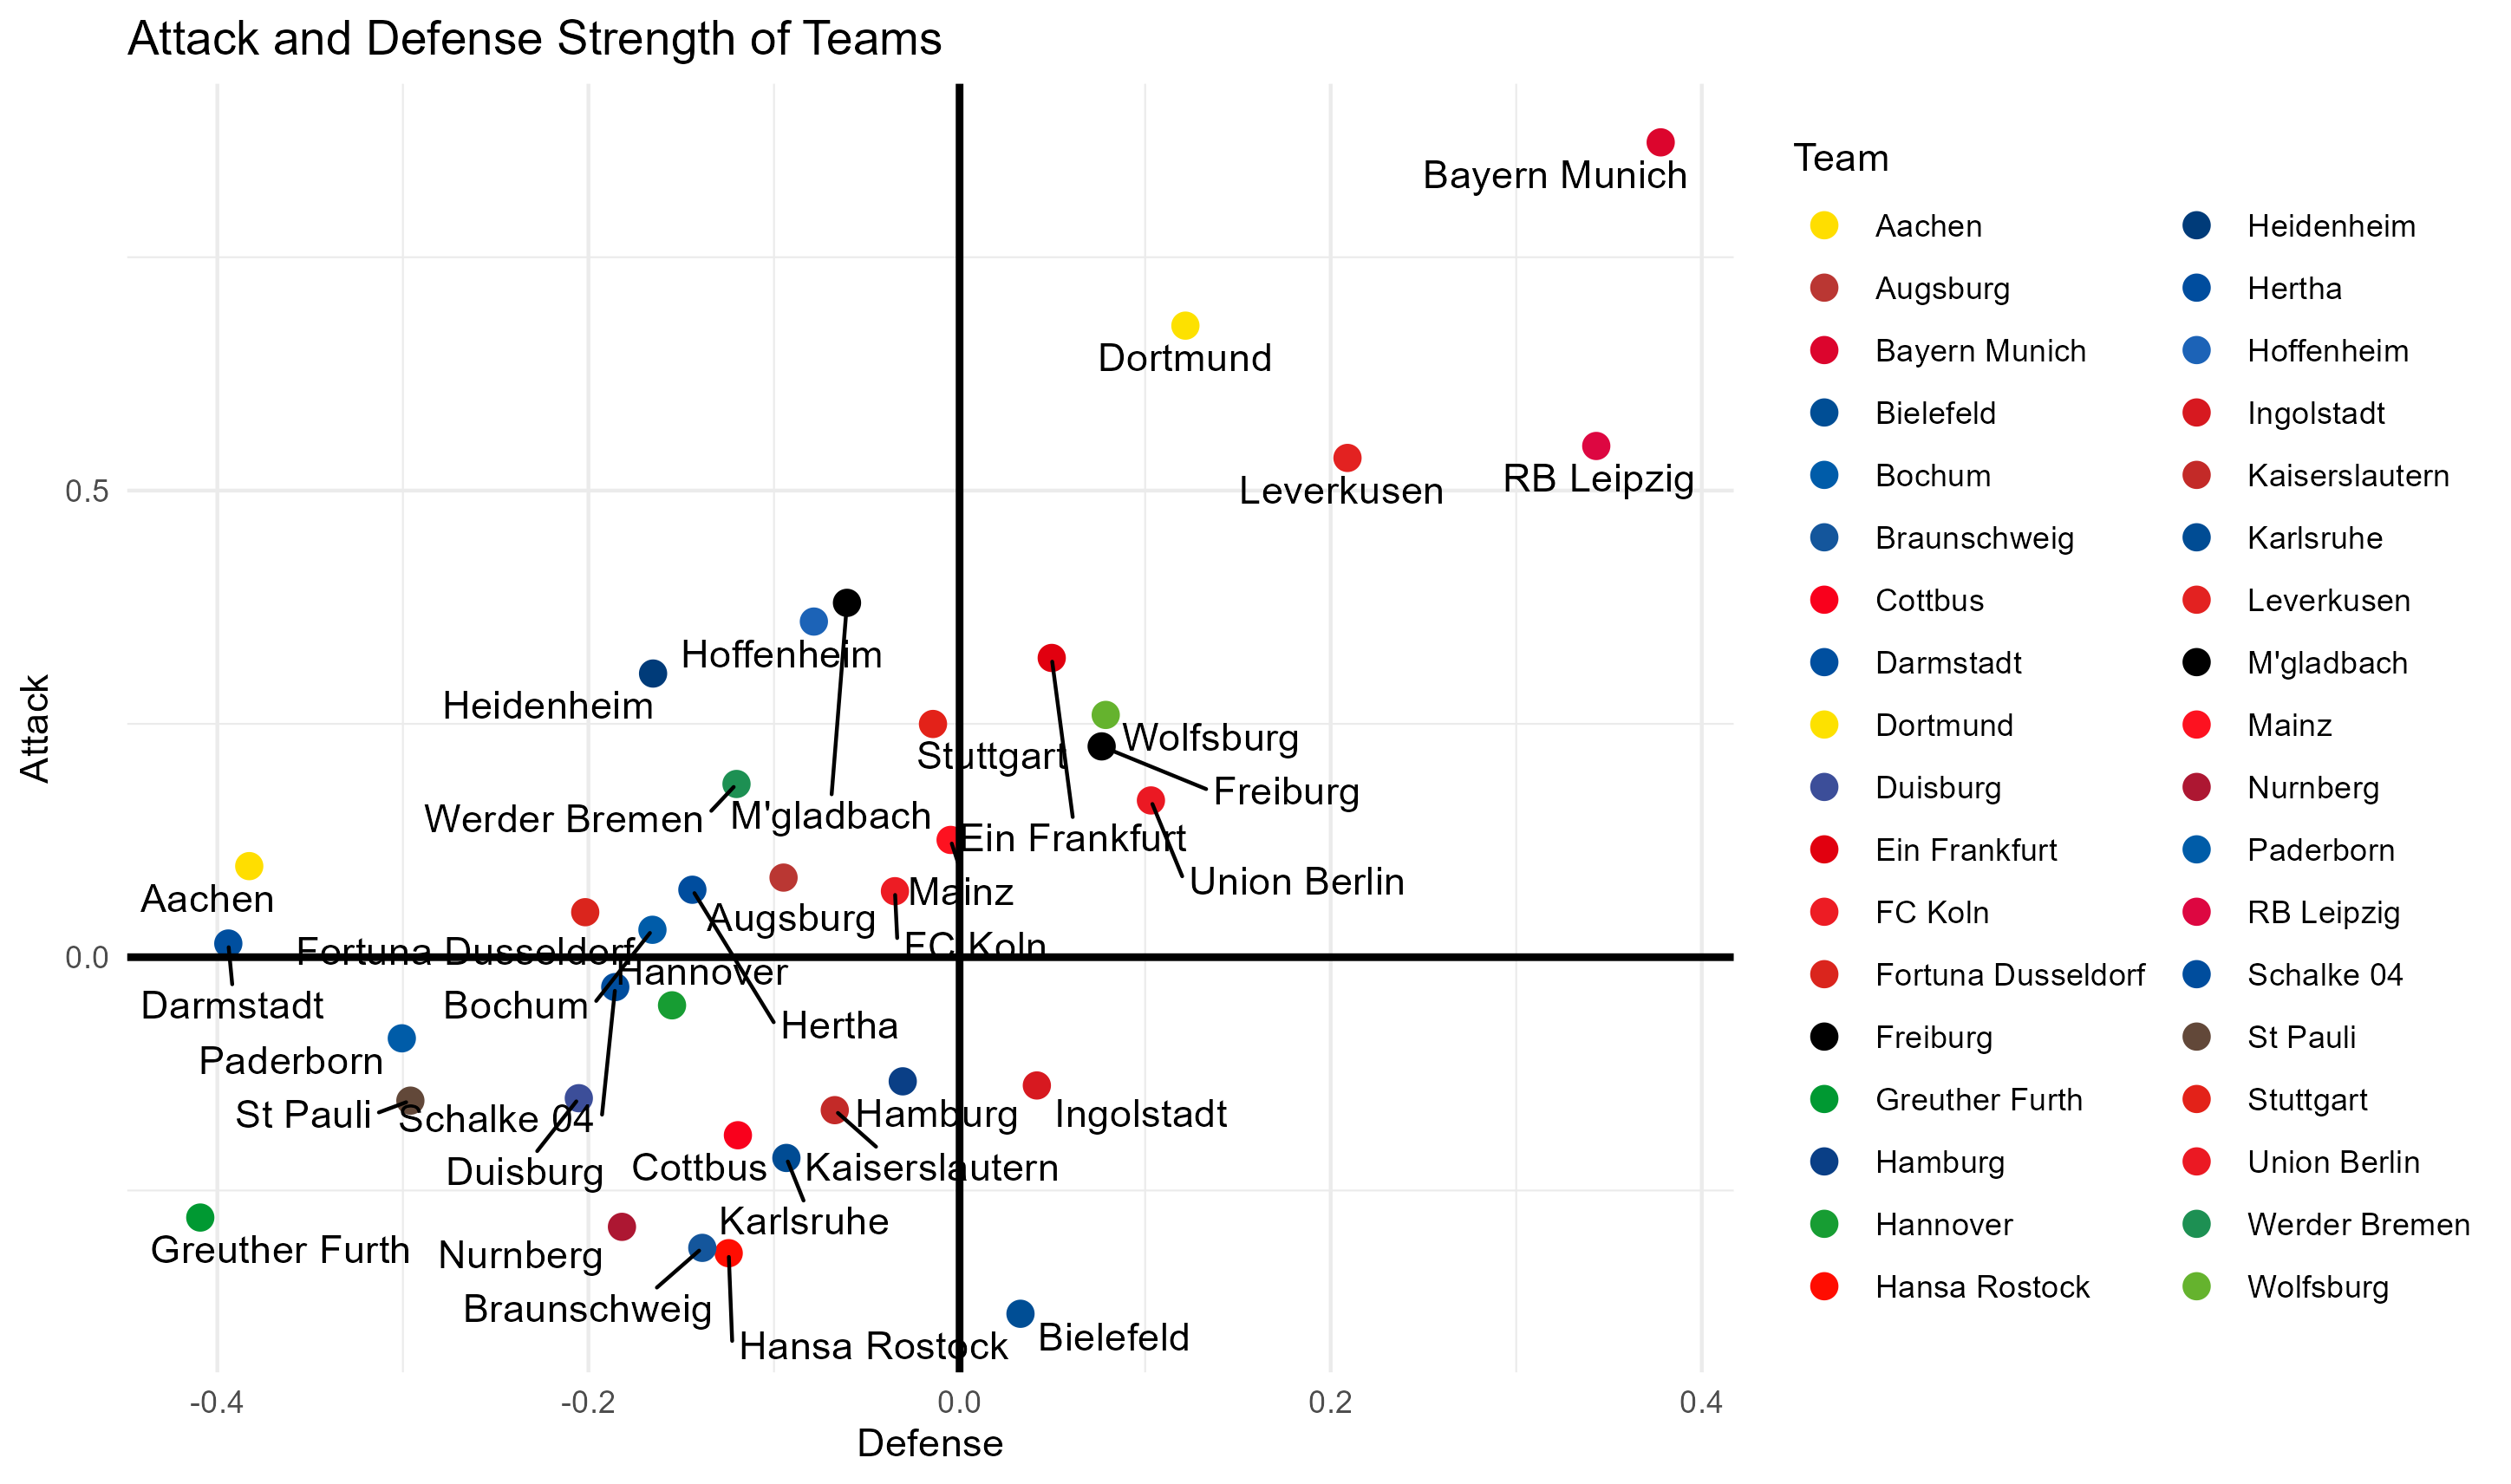 Attack and Defense Strength of Teams
Bayern Munich
Dortmund
RB Leipzig
Leverkusen
Hoffenheim
Heidenheim
Stuttgart
Wolfsburg
Freiburg
Werder Bremen
M'gladbach
Ein Frankfurt
Union Berlin
Aachen
Mainz
Augsburg
FC Koln
Fortuna Dusseldorf
Hannover
Darmstadt
Bochum
Hertha
Paderborn
St Pauli
Schalke 04
Hamburg
Ingolstadt
Duisburg
Cottbus
Kaiserslautern
Karlsruhe
Greuther Furth
Nurnberg
Braunschweig
Hansa Rostock
Bielefeld
0.5
0.0
Attack
-0.4
-0.2
0.0
0.2
0.4
Defense
Team
Aachen
Augsburg
Bayern Munich
Bielefeld
Bochum
Braunschweig
Cottbus
Darmstadt
Dortmund
Duisburg
Ein Frankfurt
FC Koln
Fortuna Dusseldorf
Freiburg
Greuther Furth
Hamburg
Hannover
Hansa Rostock
Heidenheim
Hertha
Hoffenheim
Ingolstadt
Kaiserslautern
Karlsruhe
Leverkusen
M'gladbach
Mainz
Nurnberg
Paderborn
RB Leipzig
Schalke 04
St Pauli
Stuttgart
Union Berlin
Werder Bremen
Wolfsburg